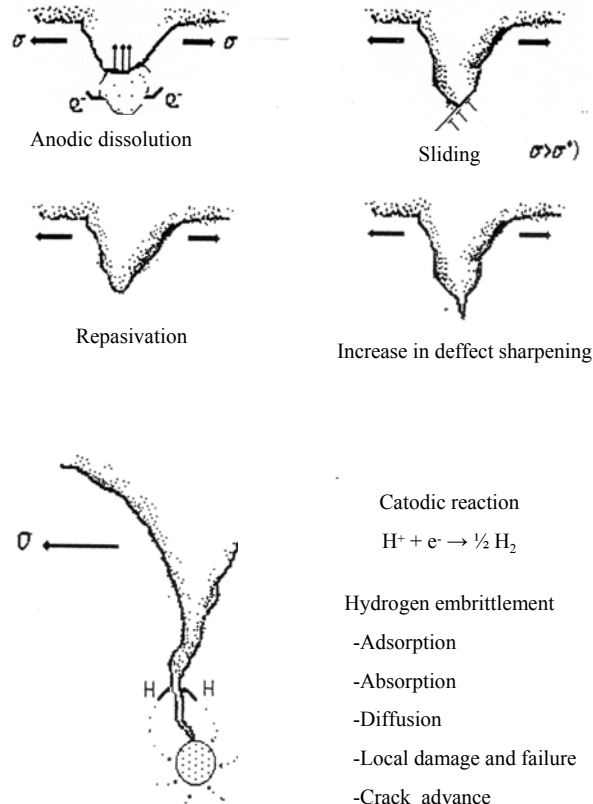 σ σ
e⁻ e⁻
Anodic dissolution
Sliding σ>σ*)
Repasivation
Increase in deffect sharpening
σ
Catodic reaction
H⁺ + e⁻ → ½ H₂
Hydrogen embrittlement
-Adsorption
-Absorption
H H
-Diffusion
-Local damage and failure
-Crack advance